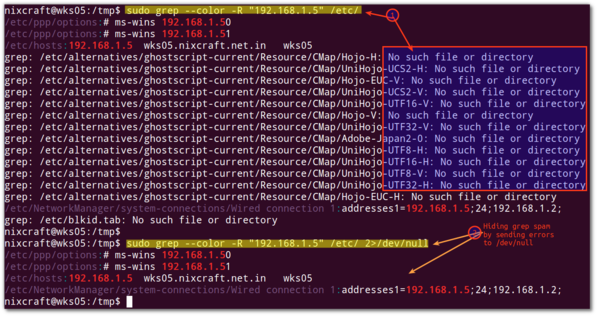 nixcraft@wks05:/tmp$ sudo grep --color -R "192.168.1.5" /etc/
/etc/ppp/options:# ms-wins 192.168.1.50
/etc/ppp/options:# ms-wins 192.168.1.51
/etc/hosts:192.168.1.5 wks05.nixcraft.net.in wks05
grep: /etc/alternatives/ghostscript-current/Resource/CMap/Hojo-H: No such file or directory
grep: /etc/alternatives/ghostscript-current/Resource/CMap/UniHojo-UCS2-H: No such file or directory
grep: /etc/alternatives/ghostscript-current/Resource/CMap/Hojo-EUC-V: No such file or directory
grep: /etc/alternatives/ghostscript-current/Resource/CMap/UniHojo-UCS2-V: No such file or directory
grep: /etc/alternatives/ghostscript-current/Resource/CMap/UniHojo-UTF16-V: No such file or directory
grep: /etc/alternatives/ghostscript-current/Resource/CMap/Hojo-V: No such file or directory
grep: /etc/alternatives/ghostscript-current/Resource/CMap/UniHojo-UTF32-V: No such file or directory
grep: /etc/alternatives/ghostscript-current/Resource/CMap/Adobe-Japan2-0: No such file or directory
grep: /etc/alternatives/ghostscript-current/Resource/CMap/UniHojo-UTF8-H: No such file or directory
grep: /etc/alternatives/ghostscript-current/Resource/CMap/UniHojo-UTF16-H: No such file or directory
grep: /etc/alternatives/ghostscript-current/Resource/CMap/UniHojo-UTF8-V: No such file or directory
grep: /etc/alternatives/ghostscript-current/Resource/CMap/UniHojo-UTF32-H: No such file or directory
grep: /etc/alternatives/ghostscript-current/Resource/CMap/Hojo-EUC-H: No such file or directory
/etc/NetworkManager/system-connections/Wired connection 1:addresses1=192.168.1.5;24;192.168.1.2;
grep: /etc/blkid.tab: No such file or directory
nixcraft@wks05:/tmp$
nixcraft@wks05:/tmp$ sudo grep --color -R "192.168.1.5" /etc/ 2>/dev/null
/etc/ppp/options:# ms-wins 192.168.1.50
/etc/ppp/options:# ms-wins 192.168.1.51
/etc/hosts:192.168.1.5 wks05.nixcraft.net.in wks05
/etc/NetworkManager/system-connections/Wired connection 1:addresses1=192.168.1.5;24;192.168.1.2;
nixcraft@wks05:/tmp$
Hiding grep span
by sending errors
to /dev/null